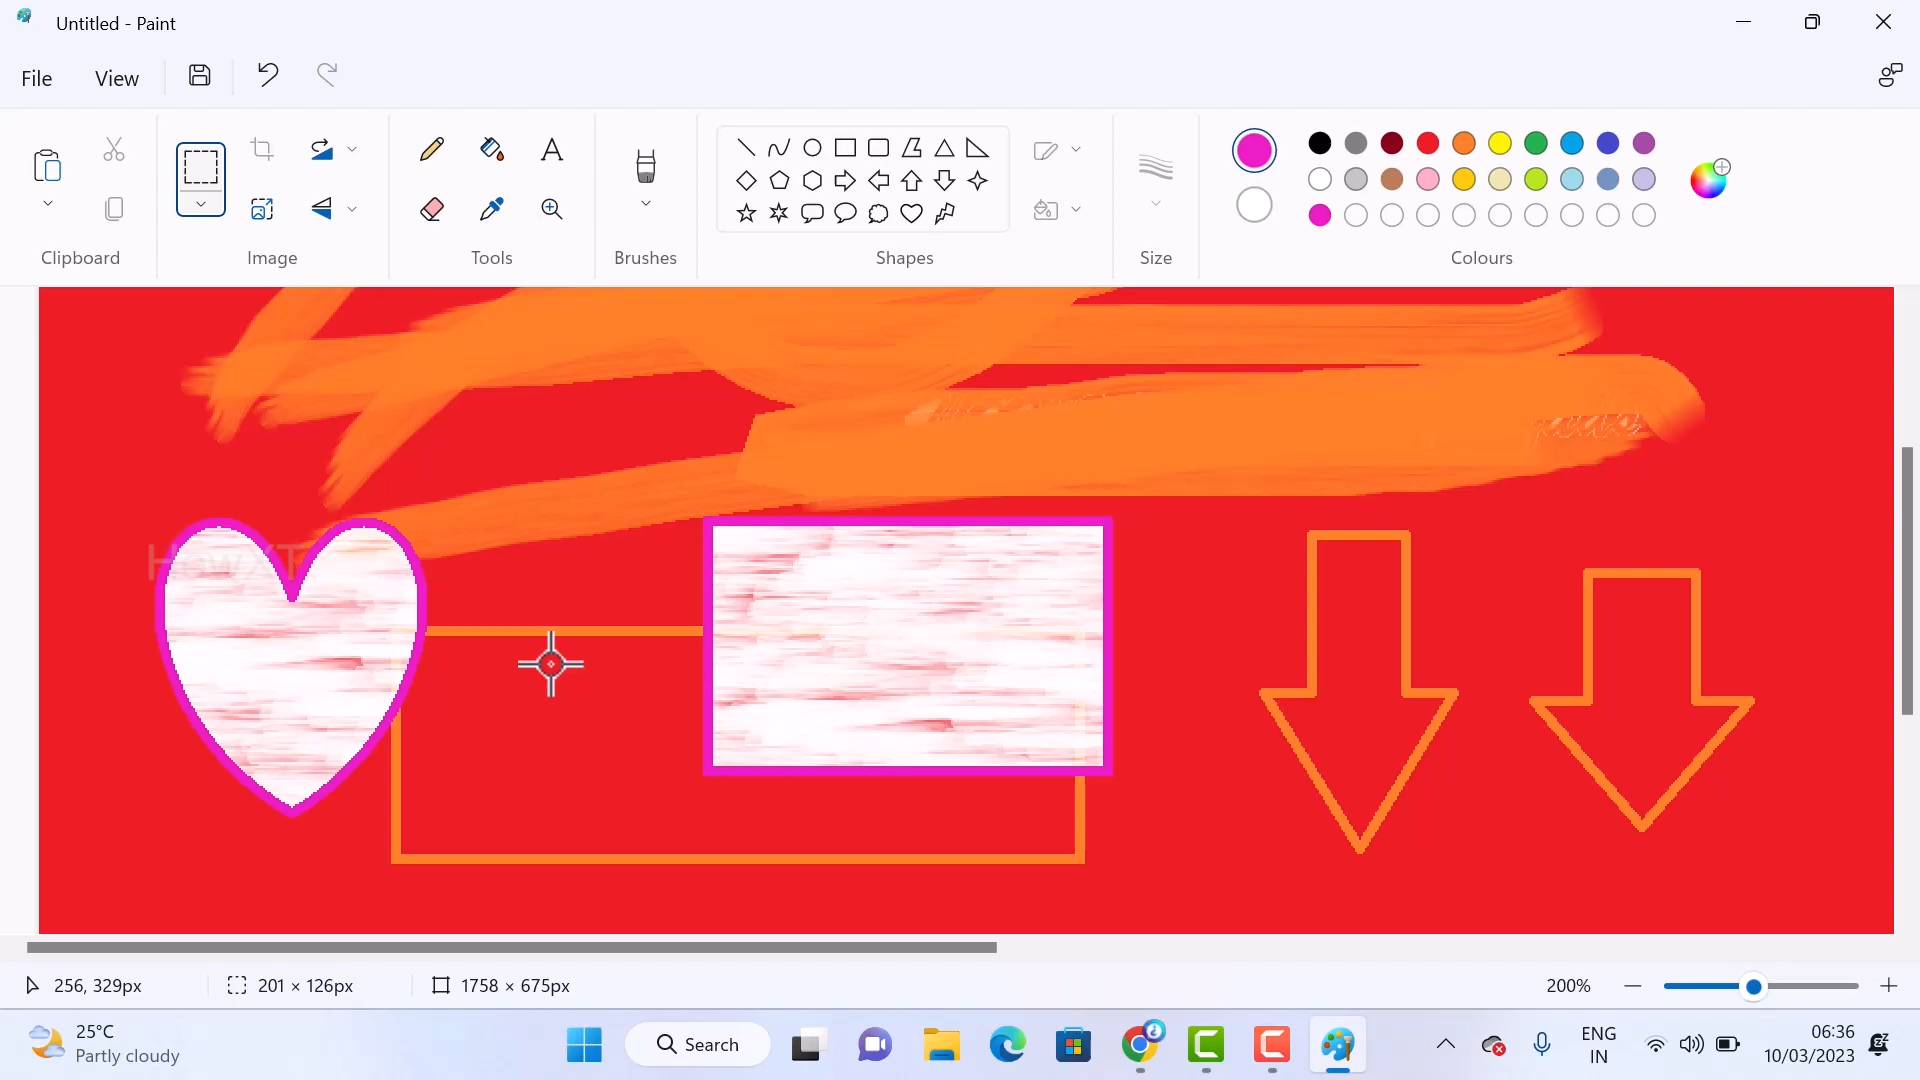 Untitled - Paint
File View
Clipboard Image Tools Brushes Shapes Size Colours
HowXT
256, 329px 201 × 126px 1758 × 675px 200%
25°C
Partly cloudy
Search
ENG
IN
06:36
10/03/2023